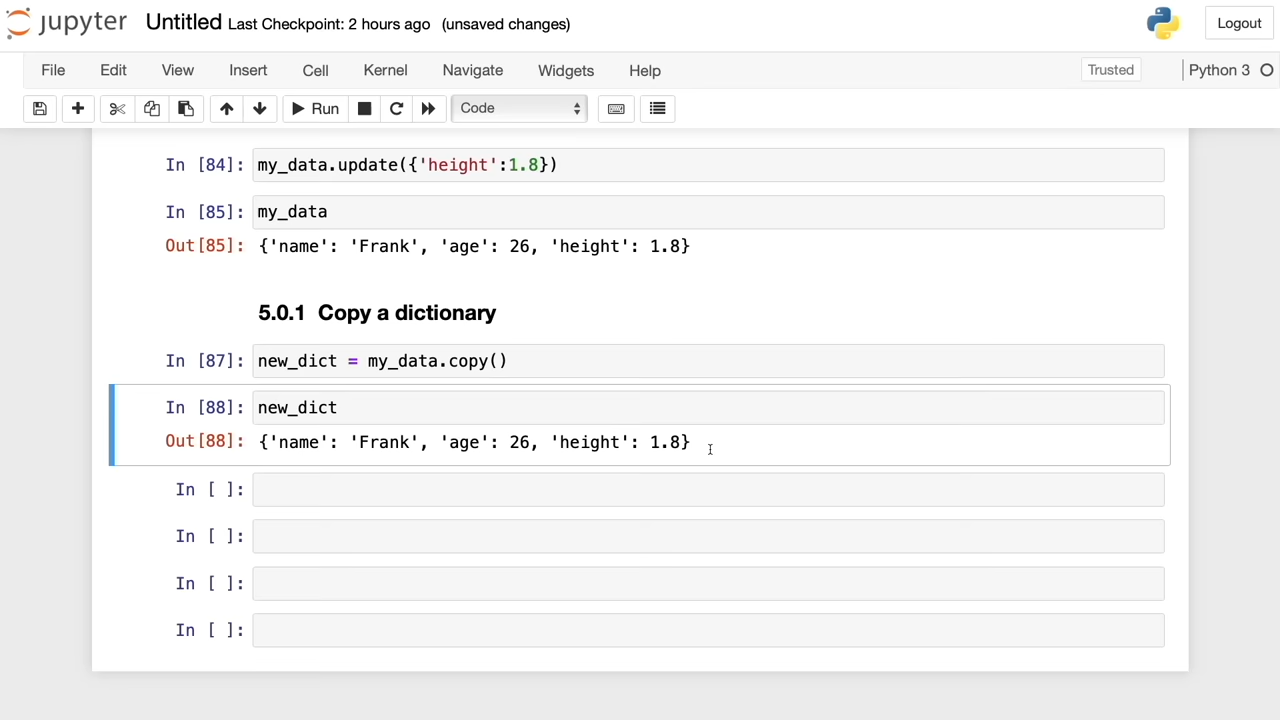 jupyter Untitled Last Checkpoint: 2 hours ago (unsaved changes) Logout
File Edit View Insert Cell Kernel Navigate Widgets Help Trusted Python 3
Run Code
In [84]: my_data.update({'height':1.8})
In [85]: my_data
Out[85]: {'name': 'Frank', 'age': 26, 'height': 1.8}
5.0.1 Copy a dictionary
In [87]: new_dict = my_data.copy()
In [88]: new_dict
Out[88]: {'name': 'Frank', 'age': 26, 'height': 1.8}
In [ ]:
In [ ]:
In [ ]:
In [ ]: